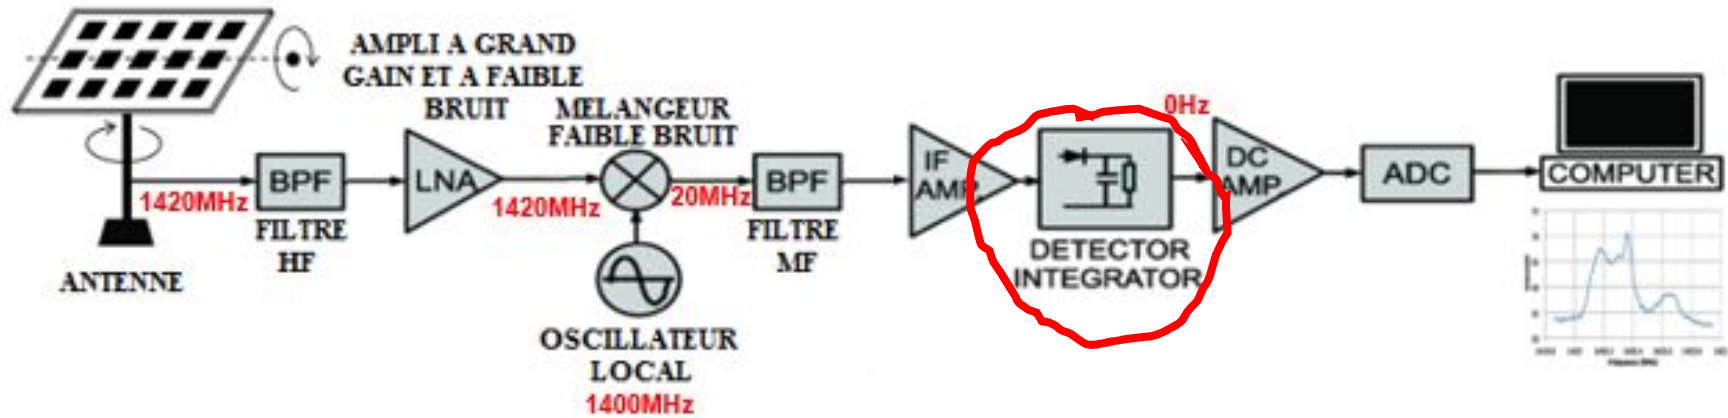 AMPLI A GRAND
GAIN ET A FAIBLE
BRUIT
MELANGEUR
FAIBLE BRUIT
0Hz
BPF
LNA
BPF
IF
AMP
DC
AMP
ADC
COMPUTER
1420MHz
1420MHz
20MHz
FILTRE
HF
FILTRE
MF
DETECTOR
INTEGRATOR
ANTENNE
OSCILLATEUR
LOCAL
1400MHz